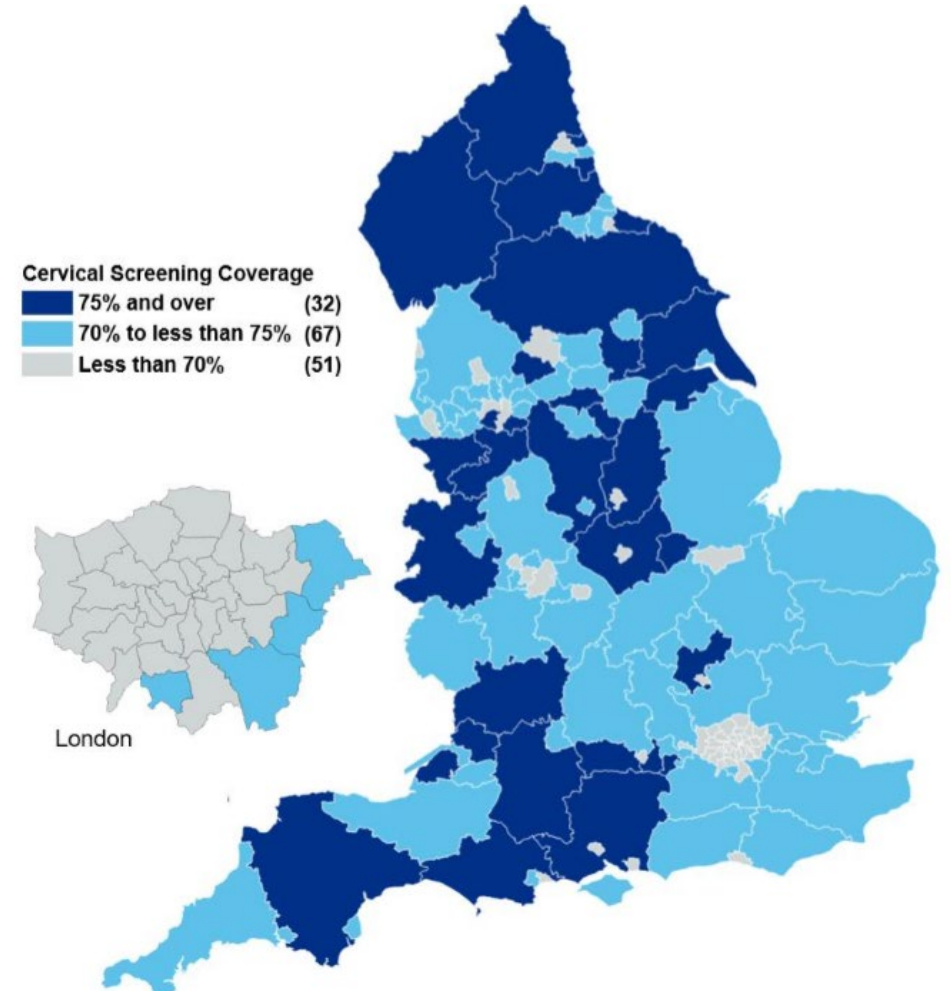 Cervical Screening Coverage
75% and over (32)
70% to less than 75% (67)
Less than 70% (51)
London